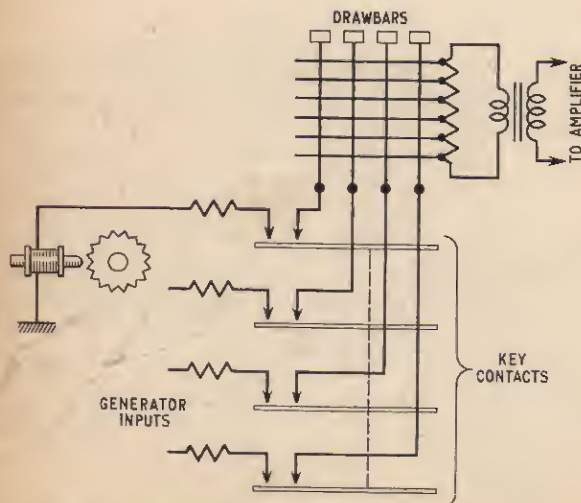 DRAWBARS
TO AMPLIFIER
KEY
CONTACTS
GENERATOR
INPUTS